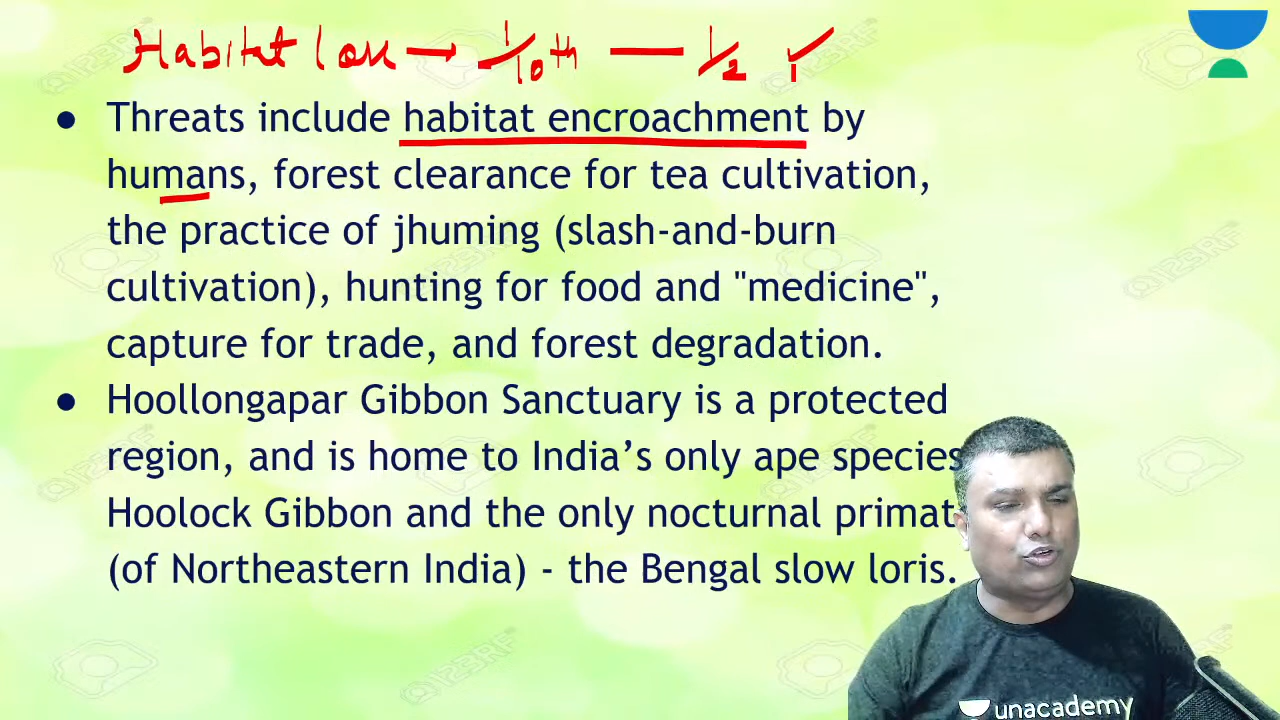 Habitat loss → 1/10th — 1/2
● Threats include habitat encroachment by
humans, forest clearance for tea cultivation,
the practice of jhuming (slash-and-burn
cultivation), hunting for food and "medicine",
capture for trade, and forest degradation.
● Hoollongapar Gibbon Sanctuary is a protected
region, and is home to India’s only ape species
Hoolock Gibbon and the only nocturnal primat
(of Northeastern India) - the Bengal slow loris.
unacademy